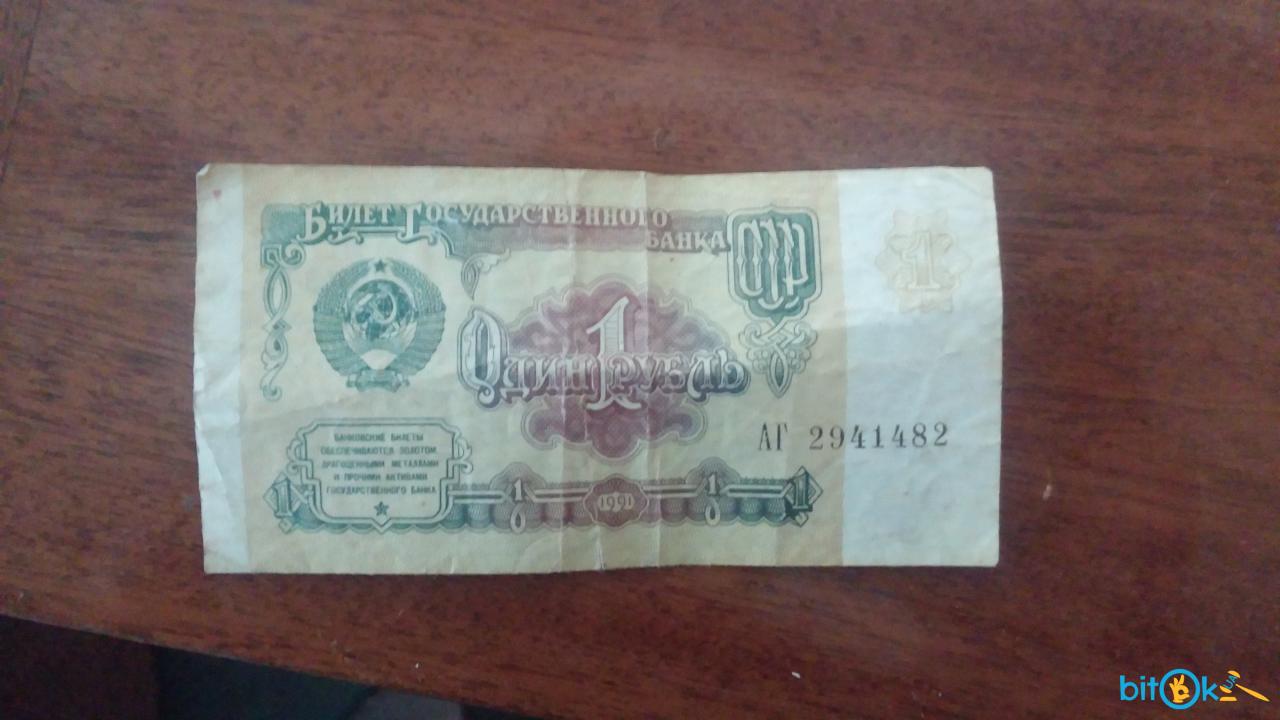 БИЛЕТ ГОСУДАРСТВЕННОГО
БАНКА
СССР
1
1
ОДИН РУБЛЬ
АГ 2941482
БАНКОВСКИЕ БИЛЕТЫ
ОБЕСПЕЧИВАЮТСЯ ЗОЛОТОМ,
ДРАГОЦЕННЫМИ МЕТАЛЛАМИ
И ПРОЧИМИ АКТИВАМИ
ГОСУДАРСТВЕННОГО БАНКА
1 1 1991 1 1
bitOk